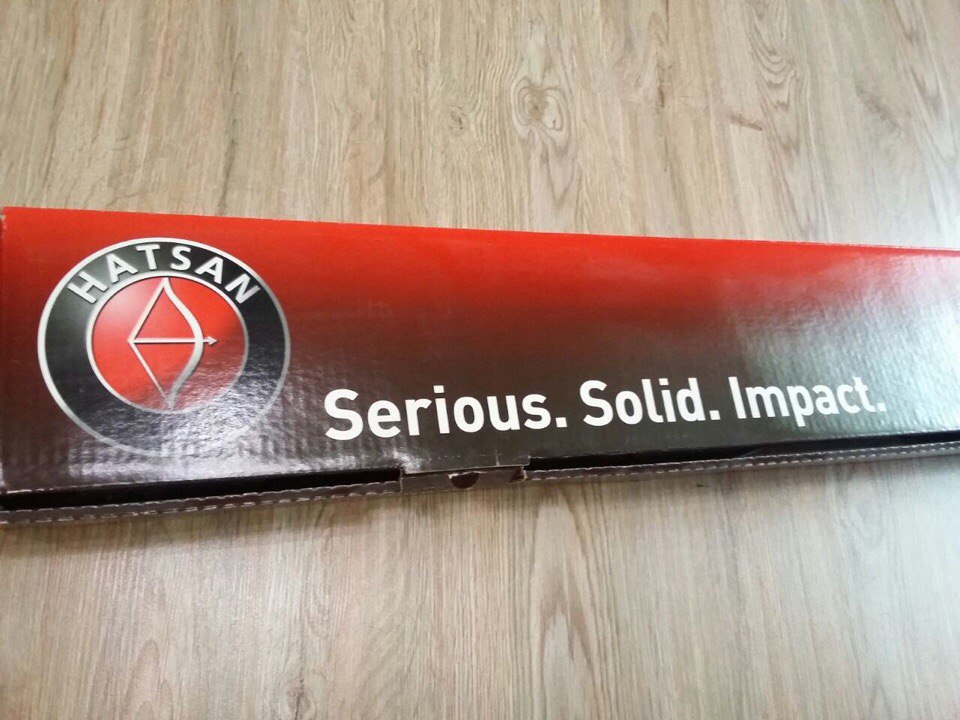 HATSAN
Serious. Solid. Impact.